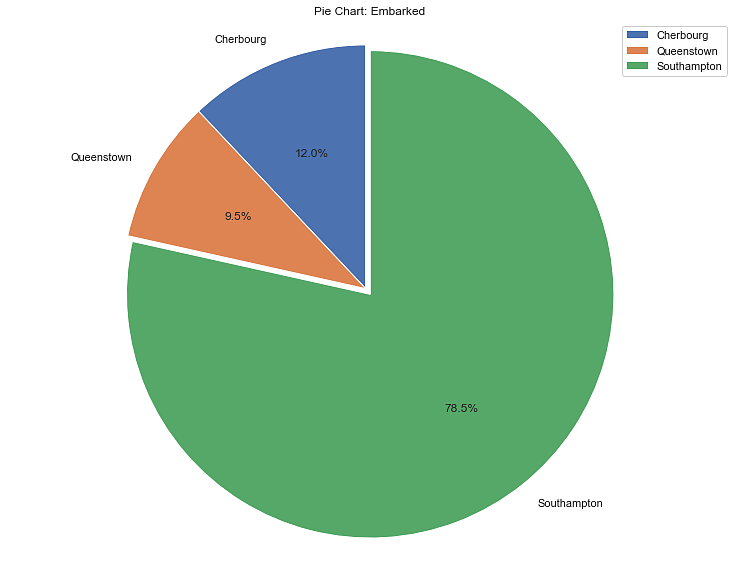 Pie Chart: Embarked
Cherbourg
Queenstown
Southampton
Cherbourg
12.0%
Queenstown
9.5%
78.5%
Southampton